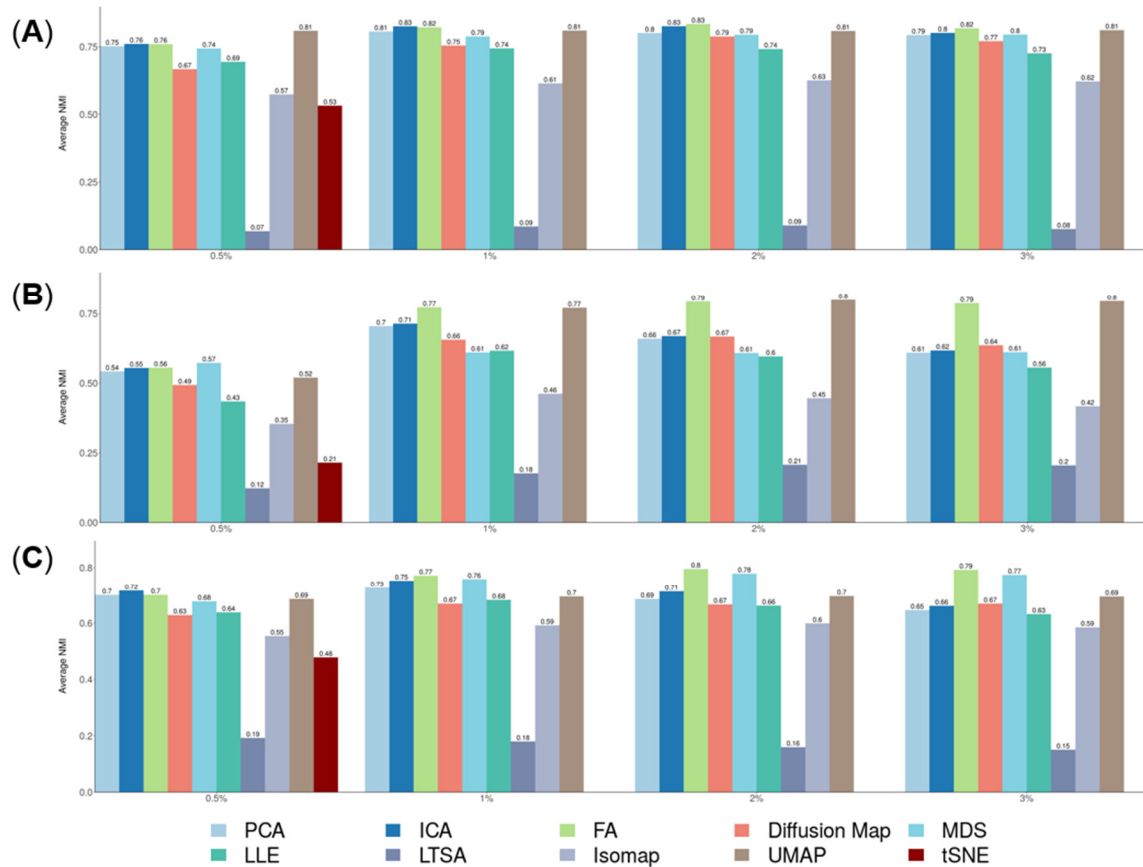 (A)
Average NMI
0.75
0.50
0.25
0.00
0.75 0.76 0.76 0.67 0.74 0.69 0.07 0.57 0.81 0.53
0.81 0.83 0.82 0.75 0.79 0.74 0.09 0.61 0.81
0.8 0.83 0.83 0.79 0.79 0.74 0.09 0.63 0.81
0.79 0.8 0.82 0.77 0.8 0.73 0.08 0.62 0.81
0.5% 1% 2% 3%
(B)
Average NMI
0.75
0.50
0.25
0.00
0.54 0.55 0.56 0.49 0.57 0.43 0.12 0.35 0.52 0.21
0.7 0.71 0.77 0.66 0.61 0.62 0.18 0.46 0.77
0.66 0.67 0.79 0.67 0.61 0.6 0.21 0.45 0.8
0.61 0.62 0.79 0.64 0.61 0.56 0.2 0.42 0.8
0.5% 1% 2% 3%
(C)
Average NMI
0.8
0.6
0.4
0.2
0.0
0.7 0.72 0.7 0.63 0.68 0.64 0.19 0.55 0.69 0.48
0.73 0.75 0.77 0.67 0.76 0.68 0.18 0.59 0.7
0.69 0.71 0.8 0.67 0.78 0.66 0.16 0.6 0.7
0.65 0.66 0.79 0.67 0.77 0.63 0.15 0.59 0.69
0.5% 1% 2% 3%
PCA ICA FA Diffusion Map MDS
LLE LTSA Isomap UMAP tSNE